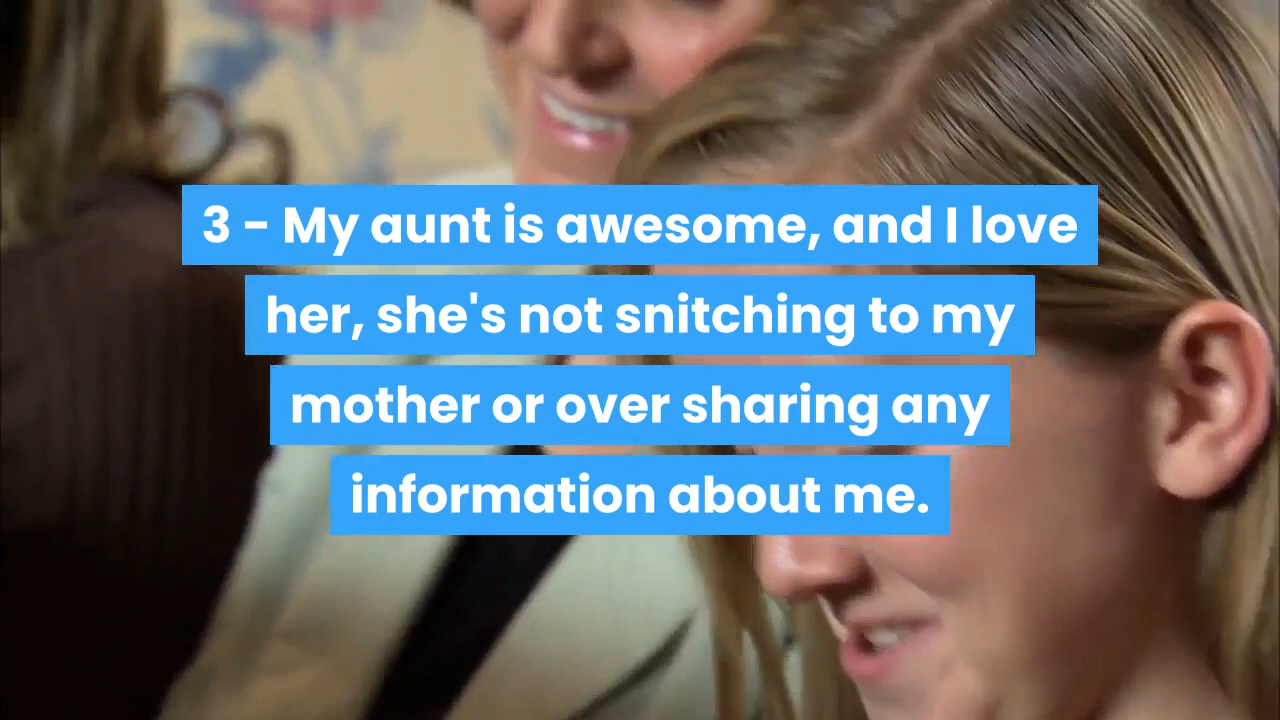 3 - My aunt is awesome, and I love
her, she's not snitching to my
mother or over sharing any
information about me.